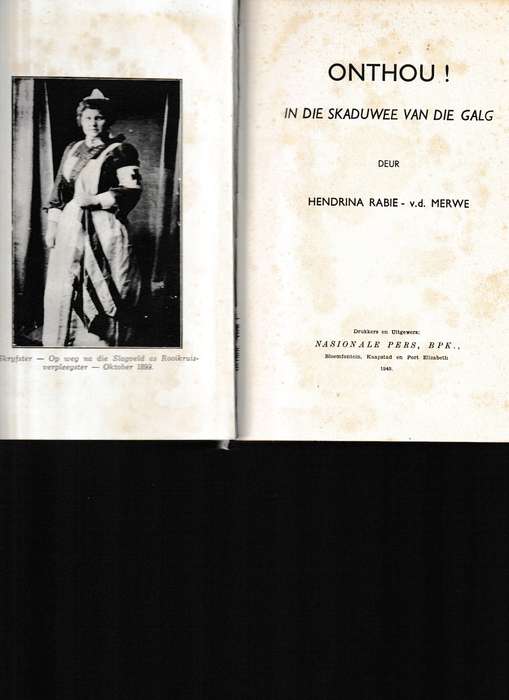 Skryfster — Op weg na die Slagveld as Rooikruis-
verpleegster — Oktober 1899.
ONTHOU !
IN DIE SKADUWEE VAN DIE GALG
DEUR
HENDRINA RABIE - v.d. MERWE
Drukkers en Uitgewers:
NASIONALE PERS, BPK.,
Bloemfontein, Kaapstad en Port Elizabeth
1940.